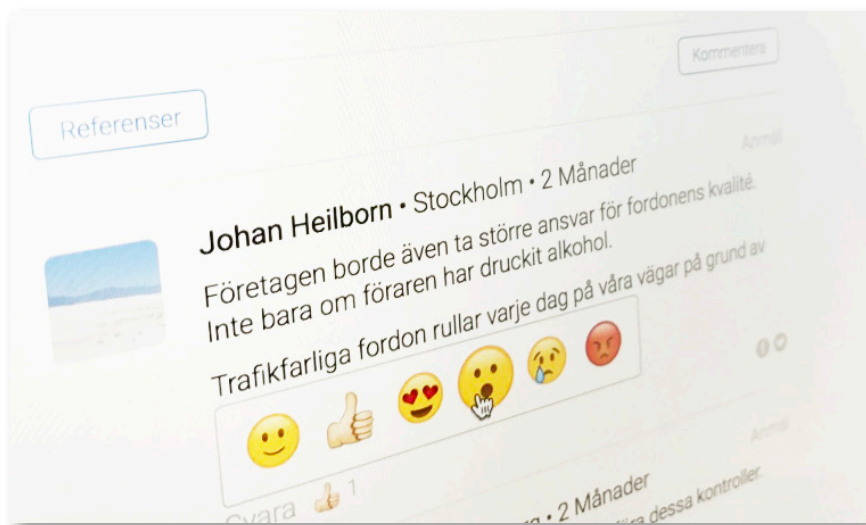 Kommentera
Referenser
Anmäl
Johan Heilborn • Stockholm • 2 Månader
Företagen borde även ta större ansvar för fordonens kvalité.
Inte bara om föraren har druckit alkohol.
Trafikfarliga fordon rullar varje dag på våra vägar på grund av
Svara 1
Anmäl
• 2 Månader
dessa kontroller.